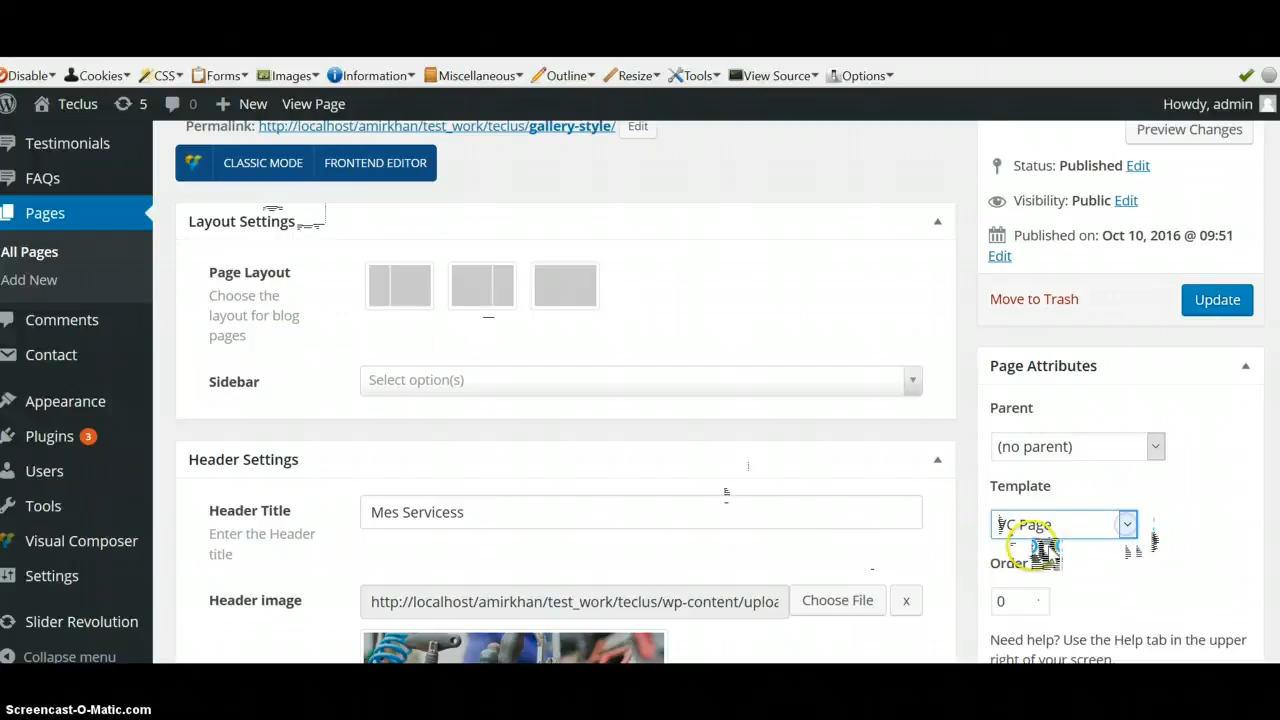 Disable Cookies CSS Forms Images Information Miscellaneous Outline Resize Tools View Source Options
Teclus 5 0 New View Page Howdy, admin
Testimonials
FAQs
Pages
All Pages
Add New
Comments
Contact
Appearance
Plugins 3
Users
Tools
Visual Composer
Settings
Slider Revolution
Collapse menu
Permalink: http://localhost/amirkhan/test_work/teclus/gallery-style/ Edit
CLASSIC MODE FRONTEND EDITOR
Layout Settings
Page Layout
Choose the
layout for blog
pages
Sidebar
Select option(s)
Header Settings
Header Title
Enter the Header
title
Mes Servicess
Header image
http://localhost/amirkhan/test_work/teclus/wp-content/uploa
Choose File
x
Preview Changes
Status: Published Edit
Visibility: Public Edit
Published on: Oct 10, 2016 @ 09:51
Edit
Move to Trash
Update
Page Attributes
Parent
(no parent)
Template
VC Page
Order
0
Need help? Use the Help tab in the upper
right of your screen.
Screencast-O-Matic.com